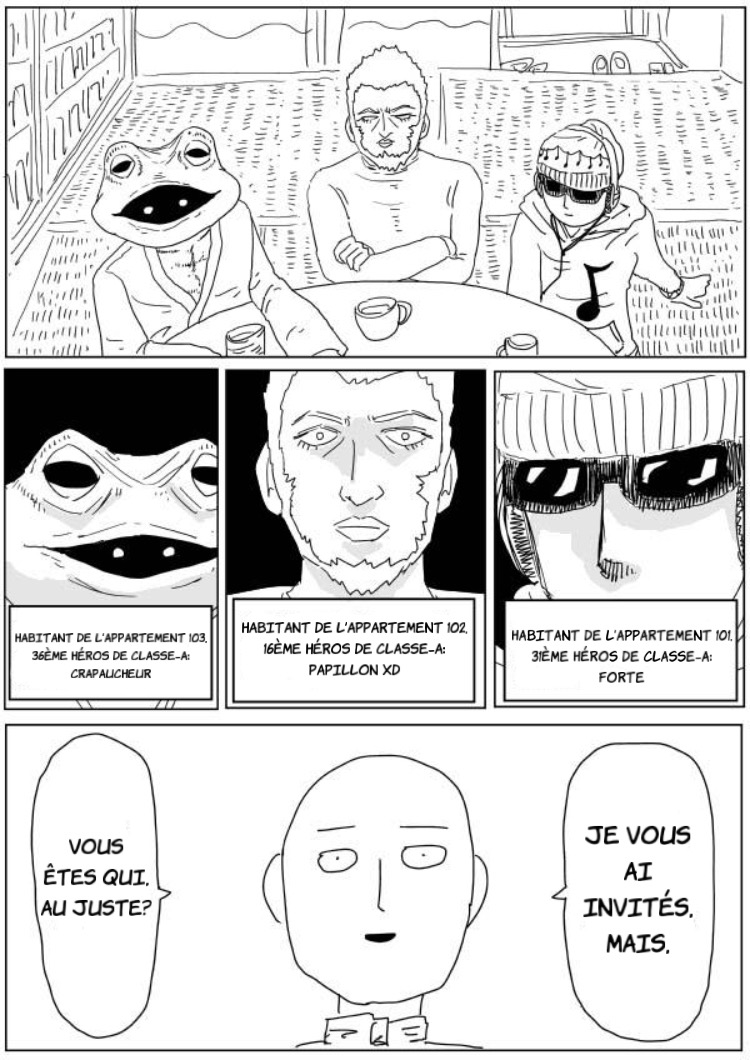 HABITANT DE L'APPARTEMENT 101,
31ÈME HÉROS DE CLASSE-A:
FORTE
HABITANT DE L'APPARTEMENT 102,
16ÈME HÉROS DE CLASSE-A:
PAPILLON XD
HABITANT DE L'APPARTEMENT 103,
36ÈME HÉROS DE CLASSE-A:
CRAPAUCHEUR
JE VOUS
AI
INVITÉS,
MAIS,
VOUS
ÊTES QUI,
AU JUSTE?